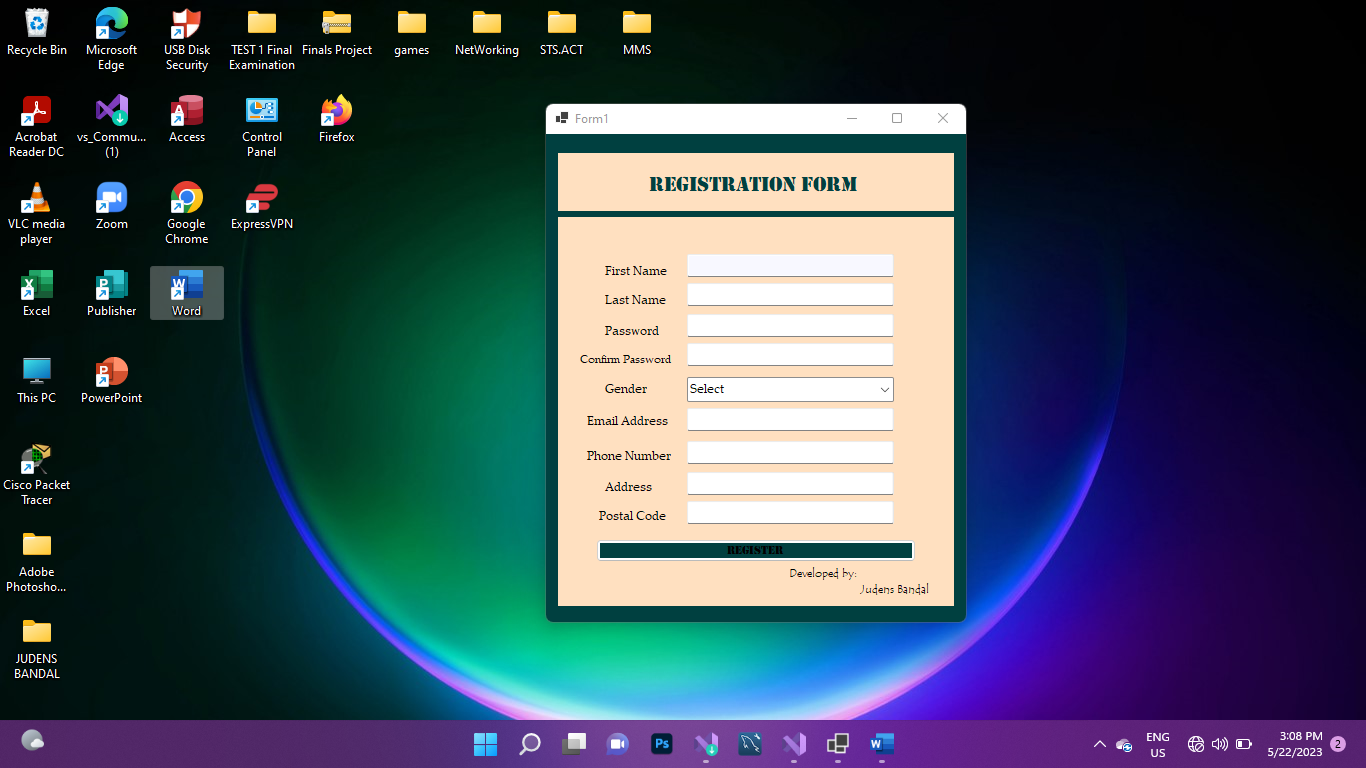 Recycle Bin
Microsoft
Edge
USB Disk
Security
TEST 1 Final
Examination
Finals Project
games
NetWorking
STS.ACT
MMS
Acrobat
Reader DC
vs_Commu...
(1)
Access
Control
Panel
Firefox
VLC media
player
Zoom
Google
Chrome
ExpressVPN
Excel
Publisher
Word
This PC
PowerPoint
Cisco Packet
Tracer
Adobe
Photosho...
JUDENS
BANDAL
Form1
REGISTRATION FORM
First Name
Last Name
Password
Confirm Password
Gender
Select
Email Address
Phone Number
Address
Postal Code
REGISTER
Developed by:
Judens Bandal
Ps
ENG
US
3:08 PM
5/22/2023
2